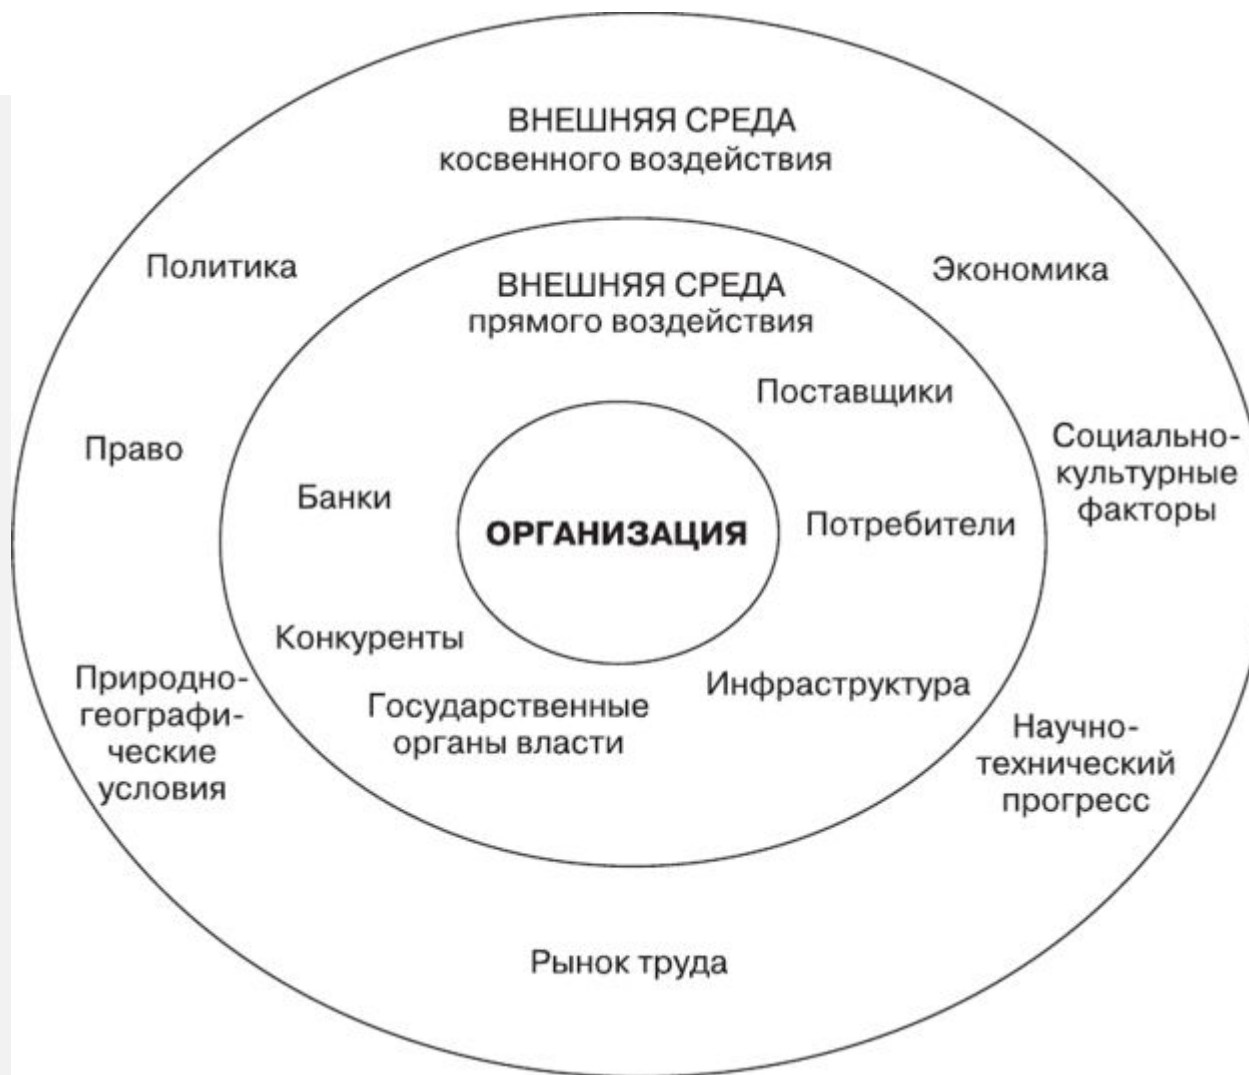 ВНЕШНЯЯ СРЕДА
косвенного воздействия
Политика
Экономика
ВНЕШНЯЯ СРЕДА
прямого воздействия
Поставщики
Право
Социально-
культурные
факторы
Банки
ОРГАНИЗАЦИЯ
Потребители
Конкуренты
Государственные
органы власти
Инфраструктура
Природно-
географи-
ческие
условия
Научно-
технический
прогресс
Рынок труда